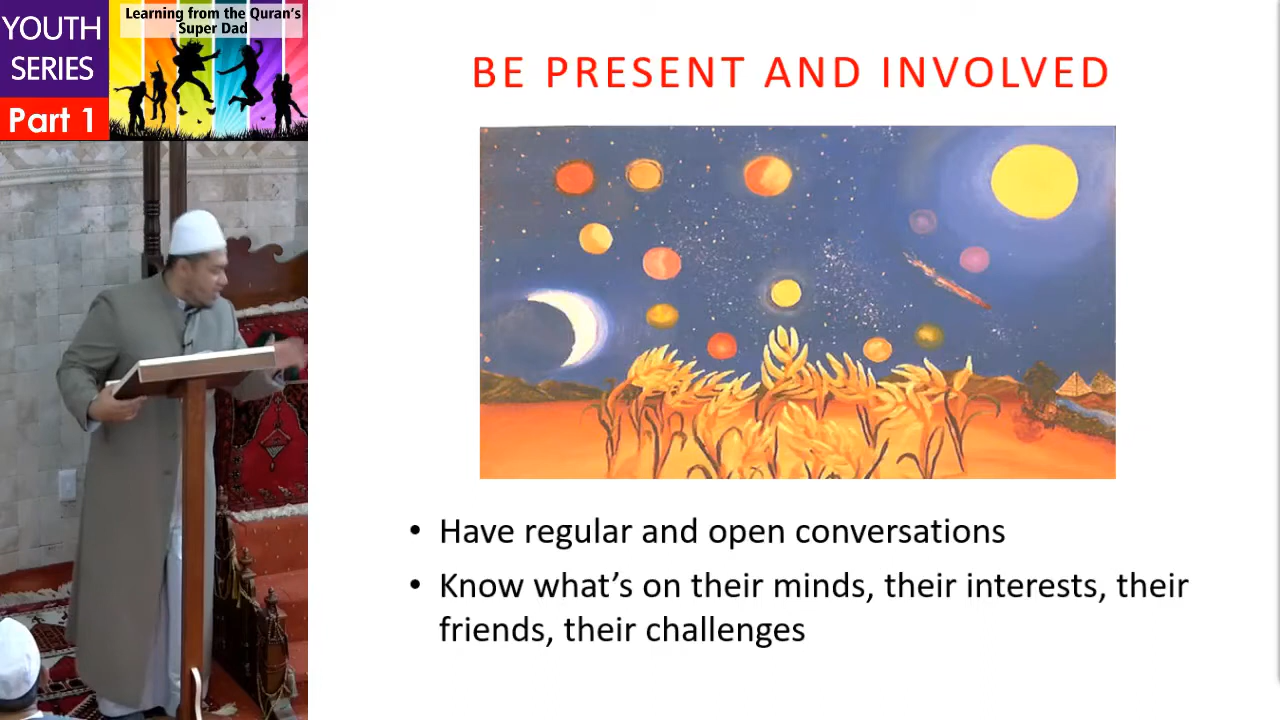 YOUTH
SERIES
Part 1
Learning from the Quran's
Super Dad
BE PRESENT AND INVOLVED
• Have regular and open conversations
• Know what’s on their minds, their interests, their
friends, their challenges